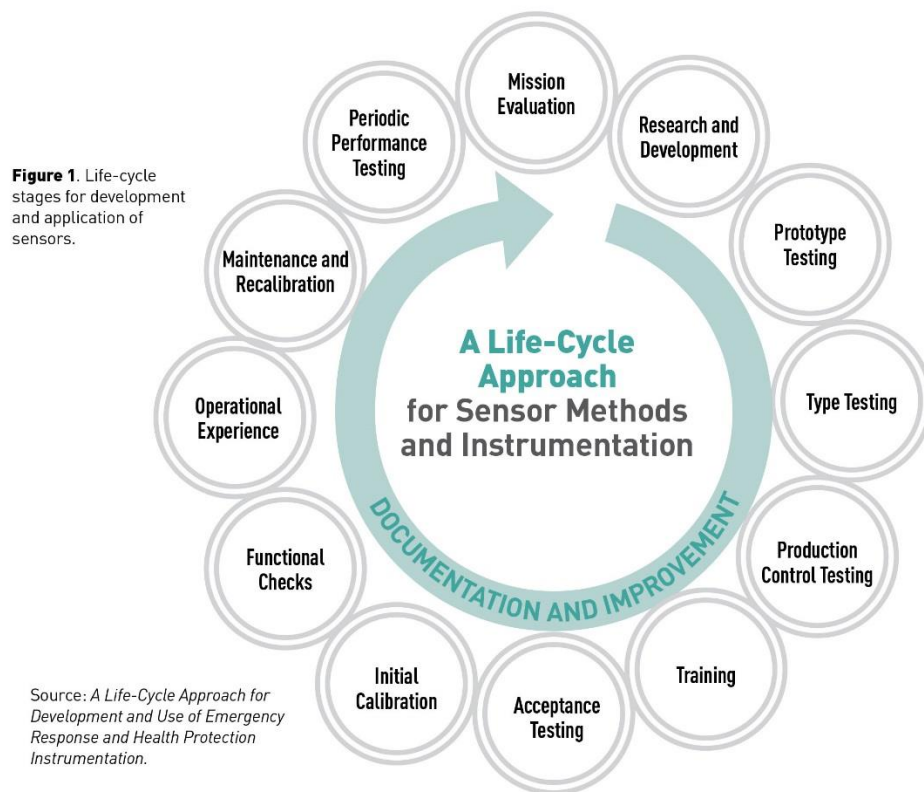 Figure 1. Life-cycle
stages for development
and application of
sensors.
Mission
Evaluation
Research and
Development
Prototype
Testing
Type Testing
Production
Control Testing
Training
Acceptance
Testing
Initial
Calibration
Functional
Checks
Operational
Experience
Maintenance and
Recalibration
Periodic
Performance
Testing
A Life-Cycle
Approach
for Sensor Methods
and Instrumentation
DOCUMENTATION AND IMPROVEMENT
Source: A Life-Cycle Approach for
Development and Use of Emergency
Response and Health Protection
Instrumentation.